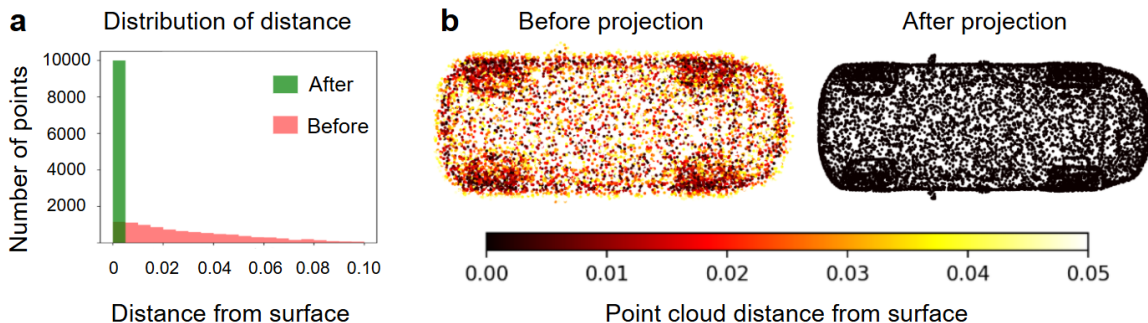 a
Distribution of distance
10000
8000
6000
4000
2000
Number of points
After
Before
0 0.02 0.04 0.06 0.08 0.10
Distance from surface
b
Before projection
After projection
0.00 0.01 0.02 0.03 0.04 0.05
Point cloud distance from surface